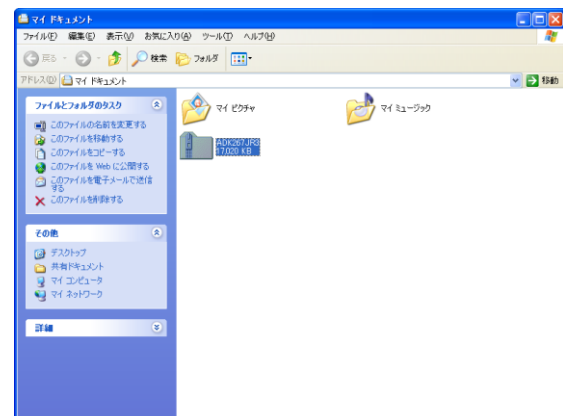 マイ ドキュメント
ファイル(F) 編集(E) 表示(V) お気に入り(A) ツール(T) ヘルプ(H)
戻る 検索 フォルダ
アドレス(D) マイ ドキュメント 移動
ファイルとフォルダのタスク
このファイルの名前を変更する
このファイルを移動する
このファイルをコピーする
このファイルを Web に公開する
このファイルを電子メールで送信
する
このファイルを削除する
その他
デスクトップ
共有ドキュメント
マイ コンピュータ
マイ ネットワーク
詳細
マイ ピクチャ
マイ ミュージック
ADK267JR3
17,020 KB